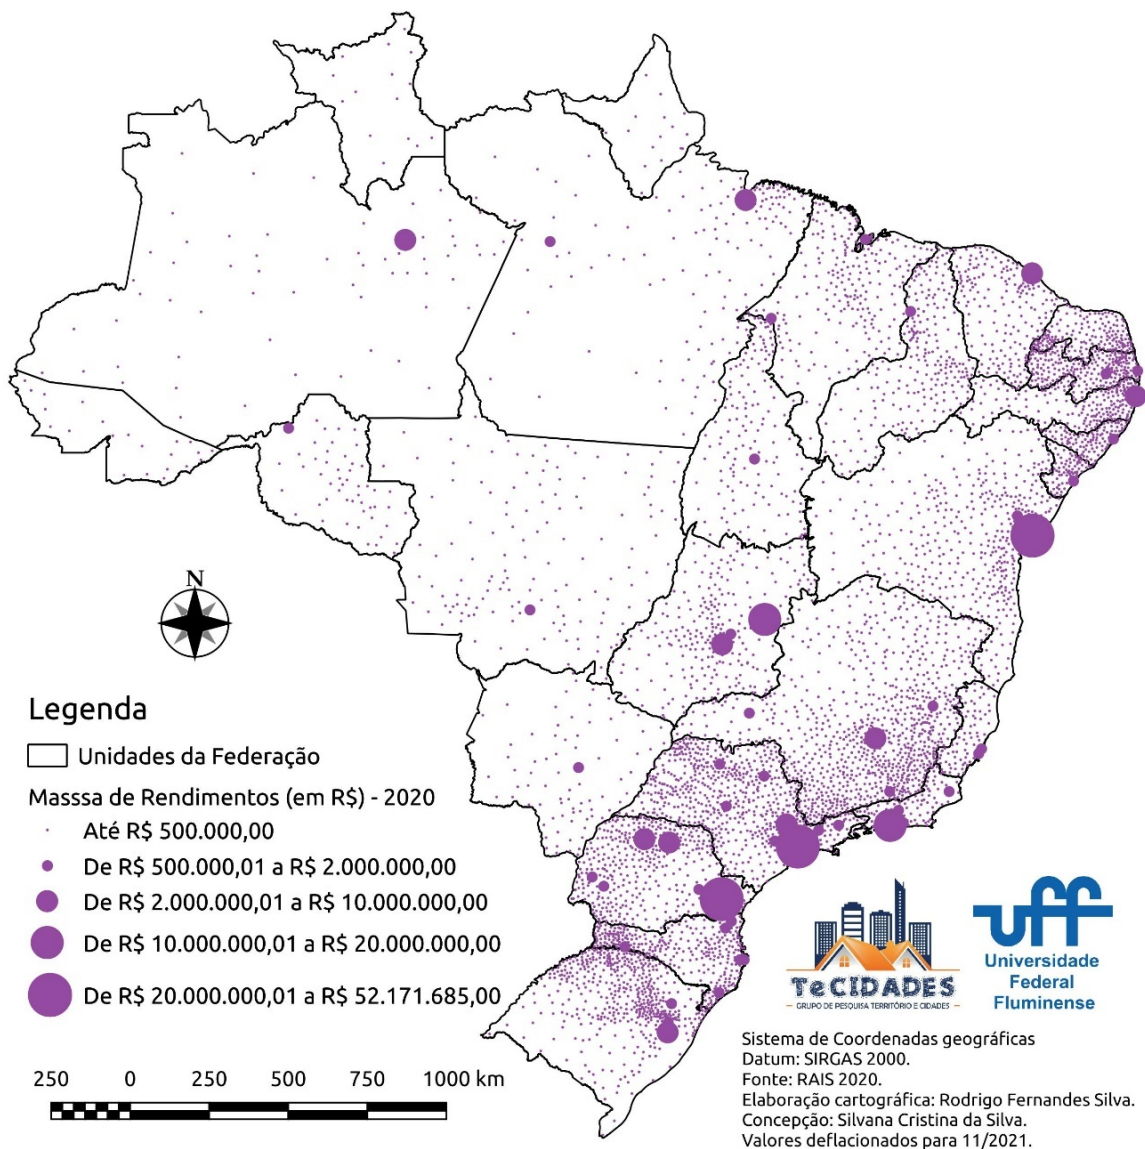 N
Legenda
Unidades da Federação
Masssa de Rendimentos (em R$) - 2020
Até R$ 500.000,00
De R$ 500.000,01 a R$ 2.000.000,00
De R$ 2.000.000,01 a R$ 10.000.000,00
De R$ 10.000.000,01 a R$ 20.000.000,00
De R$ 20.000.000,01 a R$ 52.171.685,00
250 0 250 500 750 1000 km
TeCIDADES
GRUPO DE PESQUISA TERRITÓRIO E CIDADES
uff
Universidade
Federal
Fluminense
Sistema de Coordenadas geográficas
Datum: SIRGAS 2000.
Fonte: RAIS 2020.
Elaboração cartográfica: Rodrigo Fernandes Silva.
Concepção: Silvana Cristina da Silva.
Valores deflacionados para 11/2021.